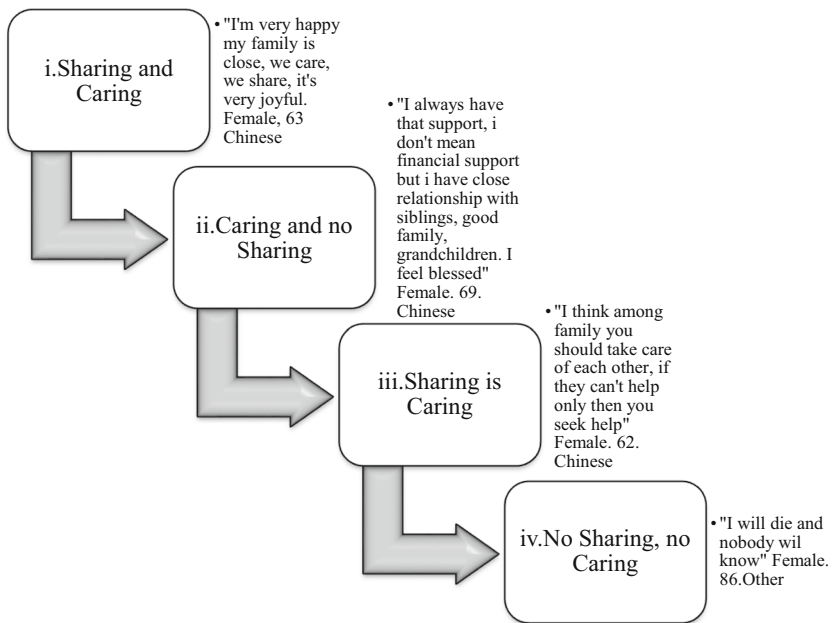 i.Sharing and
Caring
• "I'm very happy
my family is
close, we care,
we share, it's
very joyful.
Female, 63
Chinese
ii.Caring and no
Sharing
• "I always have
that support, i
don't mean
financial support
but i have close
relationship with
siblings, good
family,
grandchildren. I
feel blessed"
Female. 69.
Chinese
iii.Sharing is
Caring
• "I think among
family you
should take care
of each other, if
they can't help
only then you
seek help"
Female. 62.
Chinese
iv.No Sharing, no
Caring
• "I will die and
nobody wil
know" Female.
86.Other